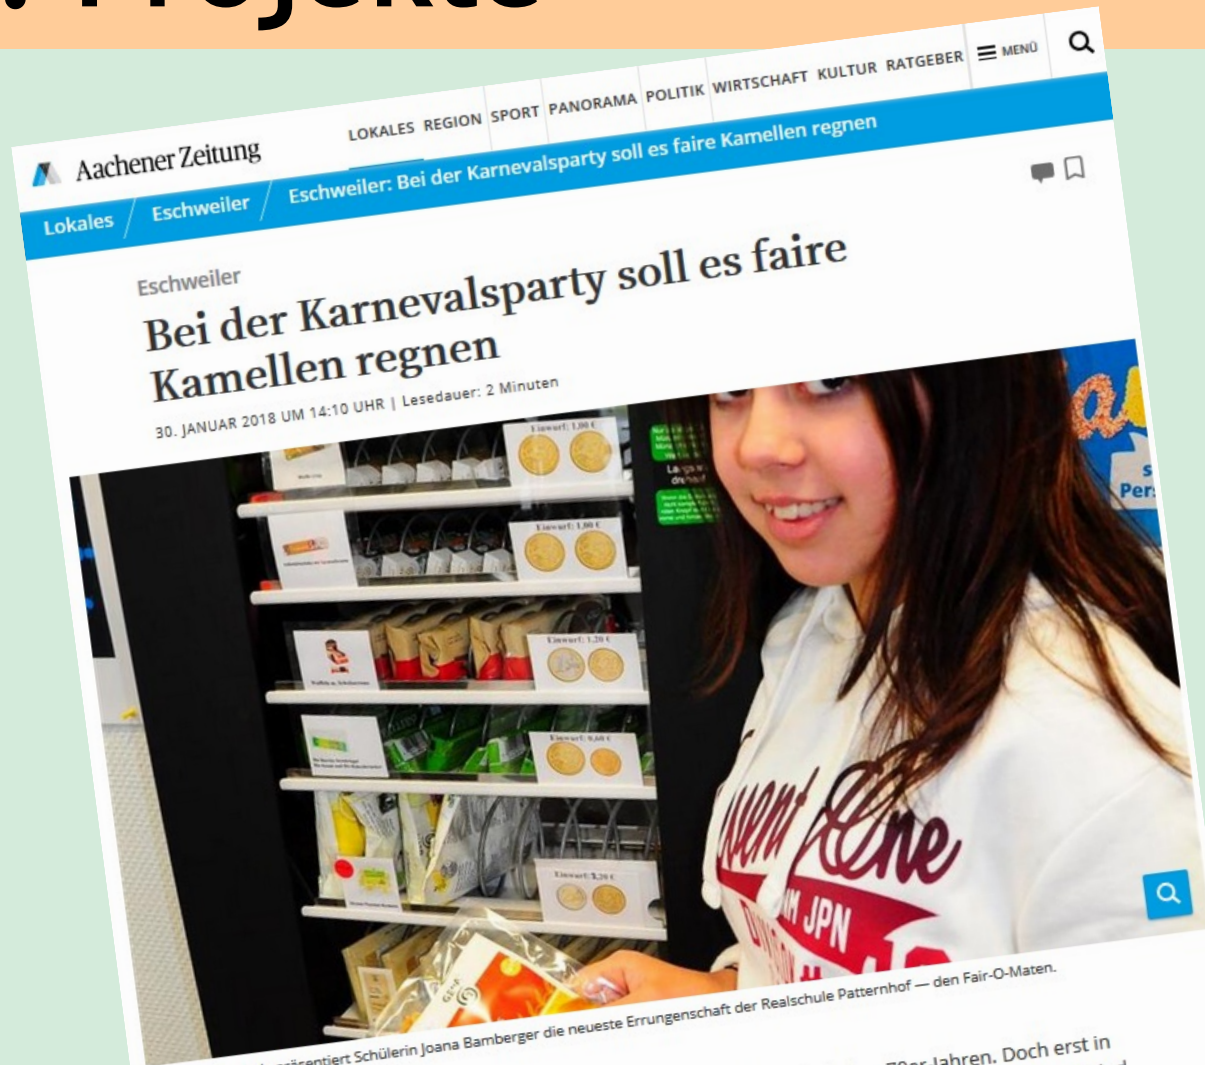 Projekte
Aachener Zeitung
LOKALES REGION SPORT PANORAMA POLITIK WIRTSCHAFT KULTUR RATGEBER MENÜ
Lokales / Eschweiler / Eschweiler: Bei der Karnevalsparty soll es faire Kamellen regnen
Eschweiler
Bei der Karnevalsparty soll es faire
Kamellen regnen
30. JANUAR 2018 UM 14:10 UHR | Lesedauer: 2 Minuten
Einwurf: 1,00 €
Einwurf: 1,00 €
Einwurf: 1,20 €
Einwurf: 0,60 €
Einwurf:
GEPA
JPN
Schülerin Joana Bamberger die neueste Errungenschaft der Realschule Patternhof — den Fair-O-Maten.
Jahren. Doch erst in